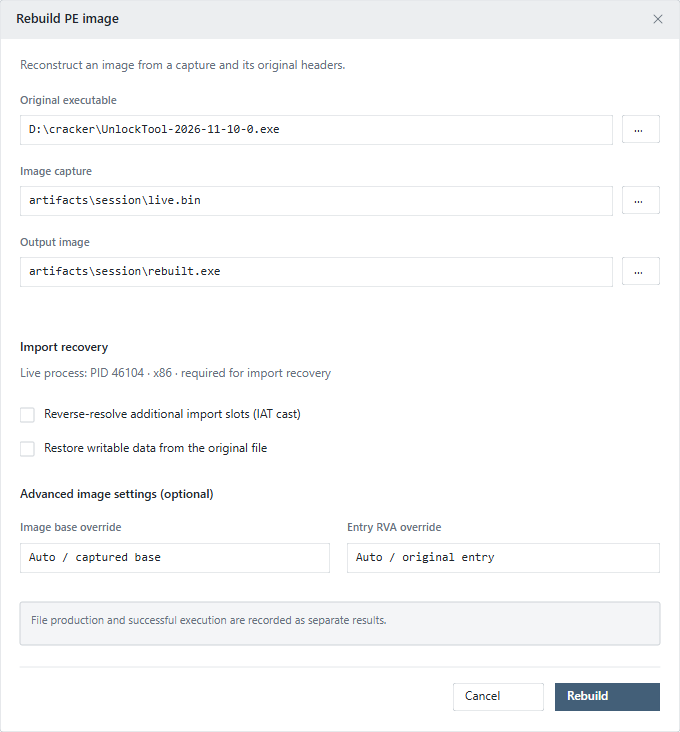 Rebuild PE image
Reconstruct an image from a capture and its original headers.
Original executable
D:\cracker\UnlockTool-2026-11-10-0.exe
...
Image capture
artifacts\session\live.bin
...
Output image
artifacts\session\rebuilt.exe
...
Import recovery
Live process: PID 46104 · x86 · required for import recovery
Reverse-resolve additional import slots (IAT cast)
Restore writable data from the original file
Advanced image settings (optional)
Image base override
Entry RVA override
Auto / captured base
Auto / original entry
File production and successful execution are recorded as separate results.
Cancel
Rebuild